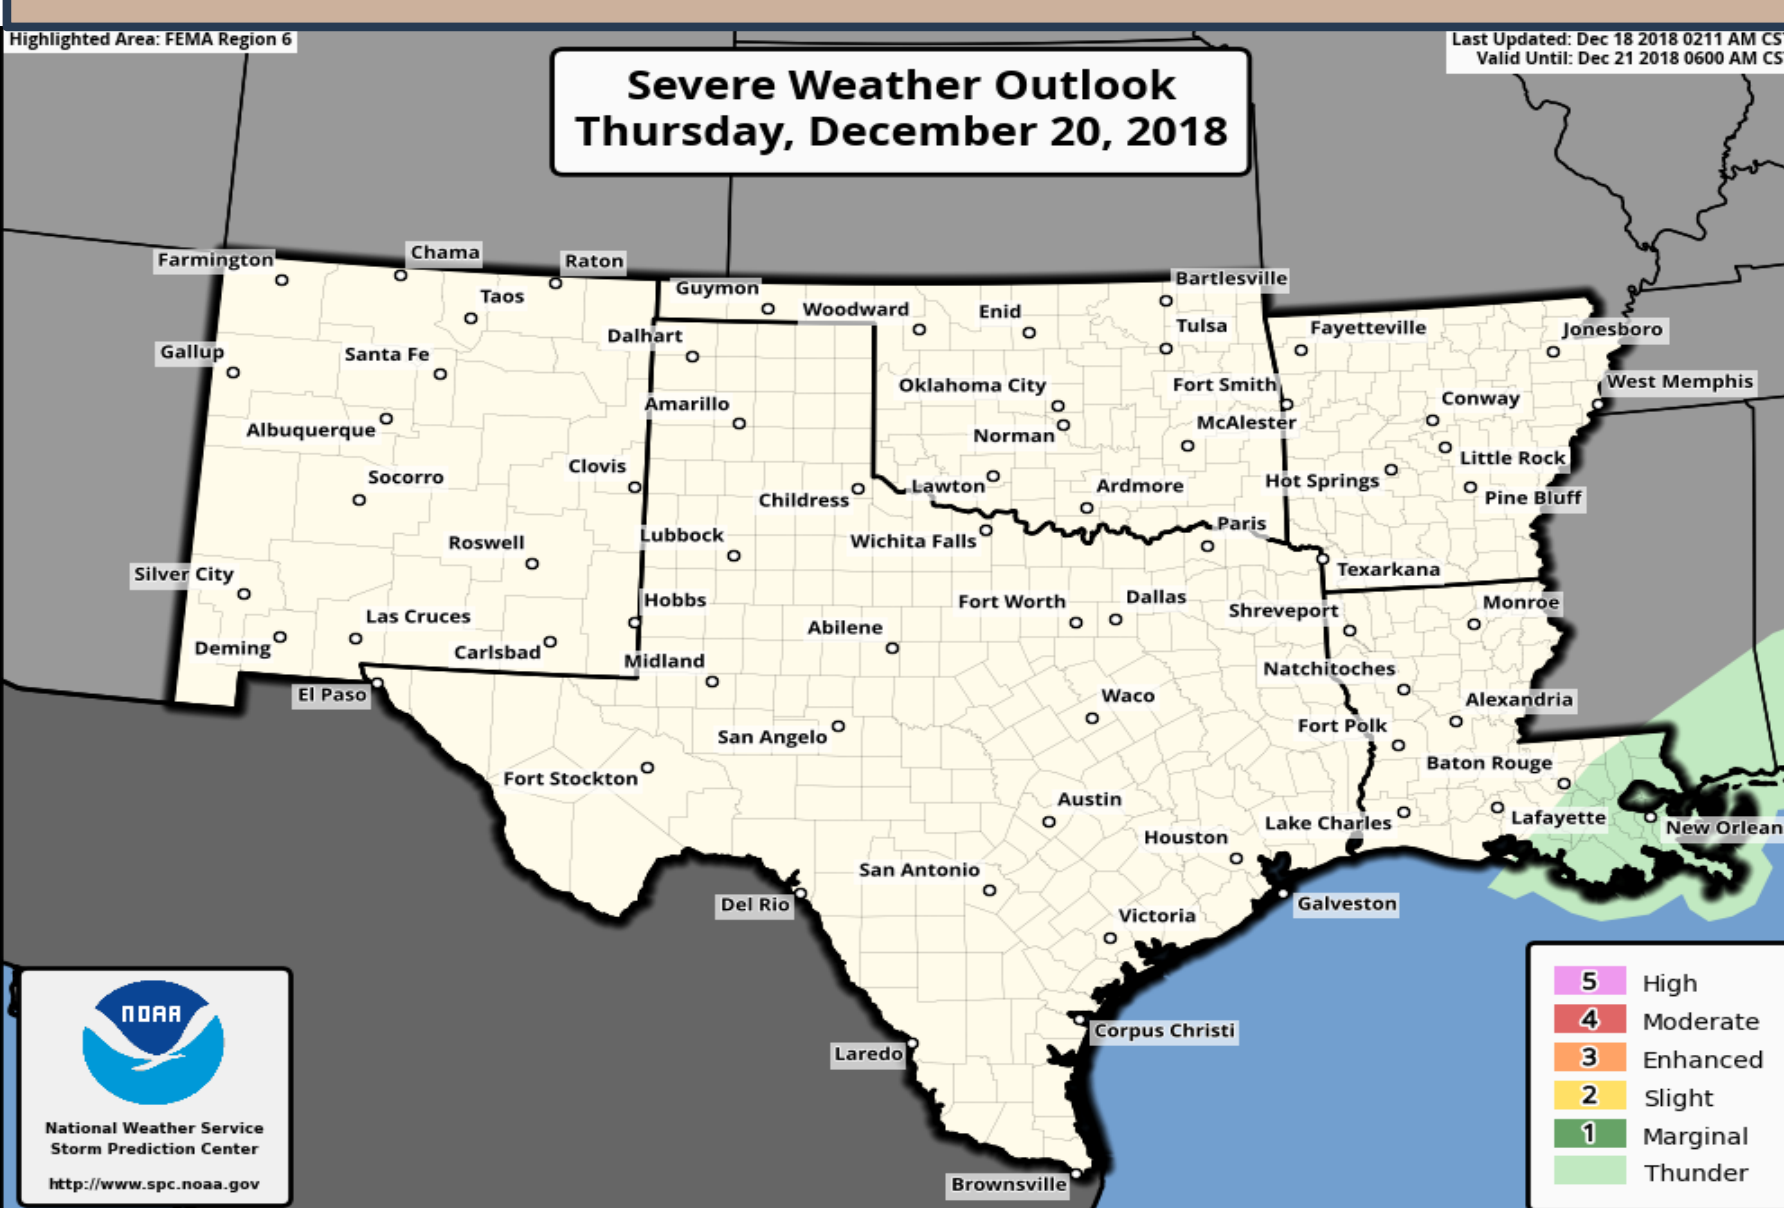 Highlighted Area: FEMA Region 6
Last Updated: Dec 18 2018 0211 AM CST
Valid Until: Dec 21 2018 0600 AM CS
Severe Weather Outlook
Thursday, December 20, 2018
Farmington
Chama
Raton
Taos
Guymon
Woodward
Enid
Bartlesville
Tulsa
Fayetteville
Jonesboro
Dalhart
Gallup
Santa Fe
Oklahoma City
Fort Smith
West Memphis
Conway
Amarillo
Albuquerque
Norman
McAlester
Little Rock
Socorro
Clovis
Childress
Lawton
Ardmore
Hot Springs
Pine Bluff
Roswell
Lubbock
Wichita Falls
Paris
Texarkana
Silver City
Hobbs
Fort Worth
Dallas
Shreveport
Monroe
Las Cruces
Abilene
Deming
Carlsbad
Midland
Natchitoches
El Paso
Waco
Alexandria
San Angelo
Fort Polk
Fort Stockton
Baton Rouge
Austin
Lake Charles
Lafayette
New Orlean
Houston
San Antonio
Del Rio
Galveston
Victoria
Corpus Christi
Laredo
Brownsville
NOAA
National Weather Service
Storm Prediction Center
http://www.spc.noaa.gov
5 High
4 Moderate
3 Enhanced
2 Slight
1 Marginal
Thunder